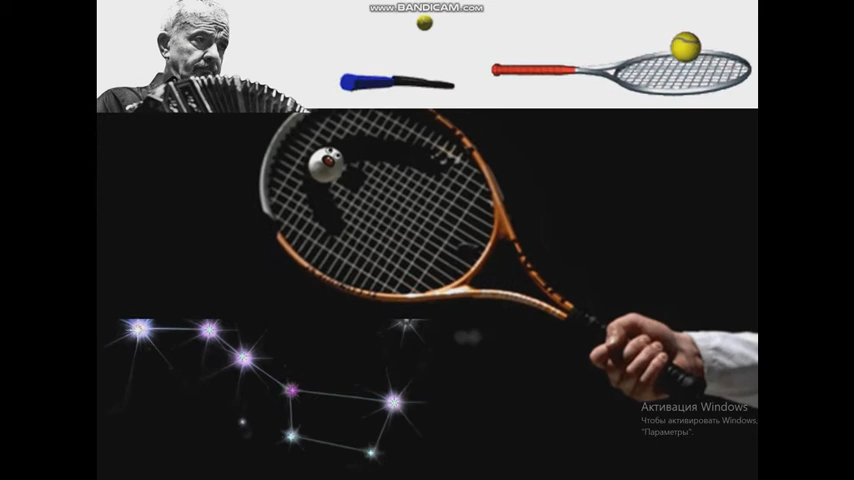 www.BANDICAM.com
Активация Windows
Чтобы активировать Windows,
"Параметры".